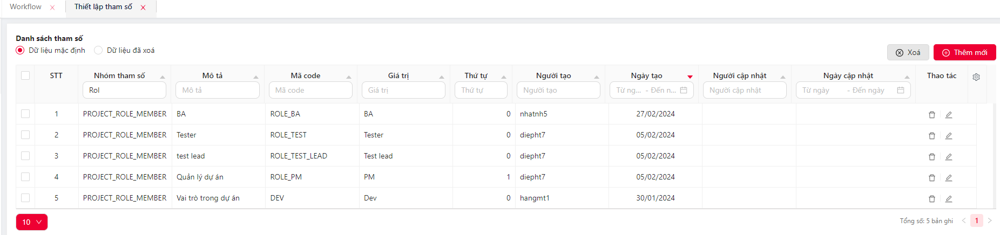 Workflow Thiết lập tham số
Danh sách tham số
Dữ liệu mặc định Dữ liệu đã xoá
Xoá Thêm mới
STT Nhóm tham số Mô tả Mã code Giá trị Thứ tự Người tạo Ngày tạo Người cập nhật Ngày cập nhật Thao tác
Rol Mô tả Mã code Giá trị Thứ tự Người tạo Từ ng... - Đến n... Người cập nhật Từ ngày - Đến ngày
1 PROJECT_ROLE_MEMBER BA ROLE_BA BA 0 nhatnh5 27/02/2024
2 PROJECT_ROLE_MEMBER Tester ROLE_TEST Tester 0 diepht7 05/02/2024
3 PROJECT_ROLE_MEMBER test lead ROLE_TEST_LEAD Test lead 0 diepht7 05/02/2024
4 PROJECT_ROLE_MEMBER Quản lý dự án ROLE_PM PM 1 diepht7 05/02/2024
5 PROJECT_ROLE_MEMBER Vai trò trong dự án DEV Dev 0 hangmt1 30/01/2024
10 Tổng số: 5 bản ghi 1